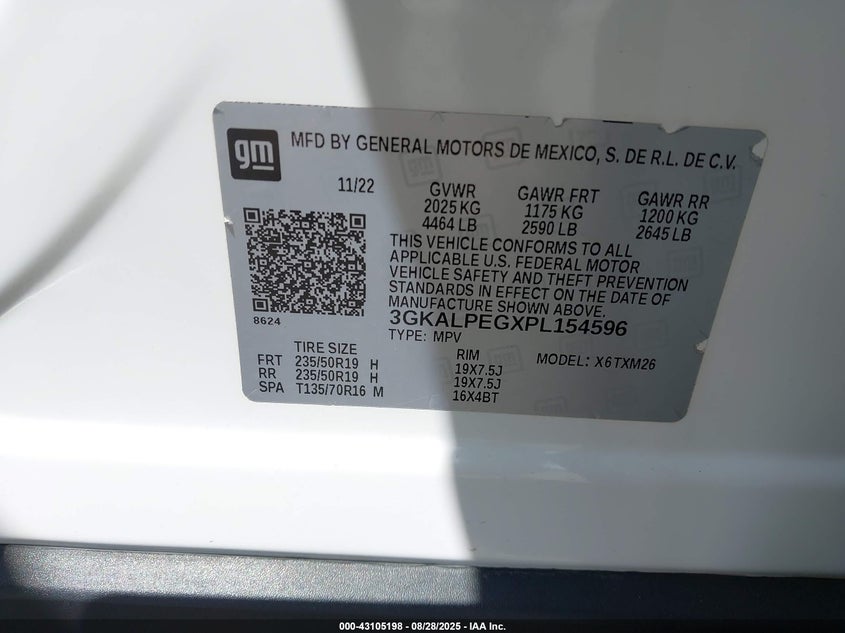 gm
MFD BY GENERAL MOTORS DE MEXICO, S. DE R.L. DE C.V.
11/22 GVWR GAWR FRT GAWR RR
2025 KG 1175 KG 1200 KG
4464 LB 2590 LB 2645 LB
THIS VEHICLE CONFORMS TO ALL
APPLICABLE U.S. FEDERAL MOTOR
VEHICLE SAFETY AND THEFT PREVENTION
STANDARDS IN EFFECT ON THE DATE OF
MANUFACTURE SHOWN ABOVE.
8624
3GKALPEGXPL154596
TYPE: MPV MODEL: X6TXM26
TIRE SIZE RIM
FRT 235/50R19 H 19X7.5J
RR 235/50R19 H 19X7.5J
SPA T135/70R16 M 16X4BT
000-43105198 - 08/28/2025 - IAA Inc.